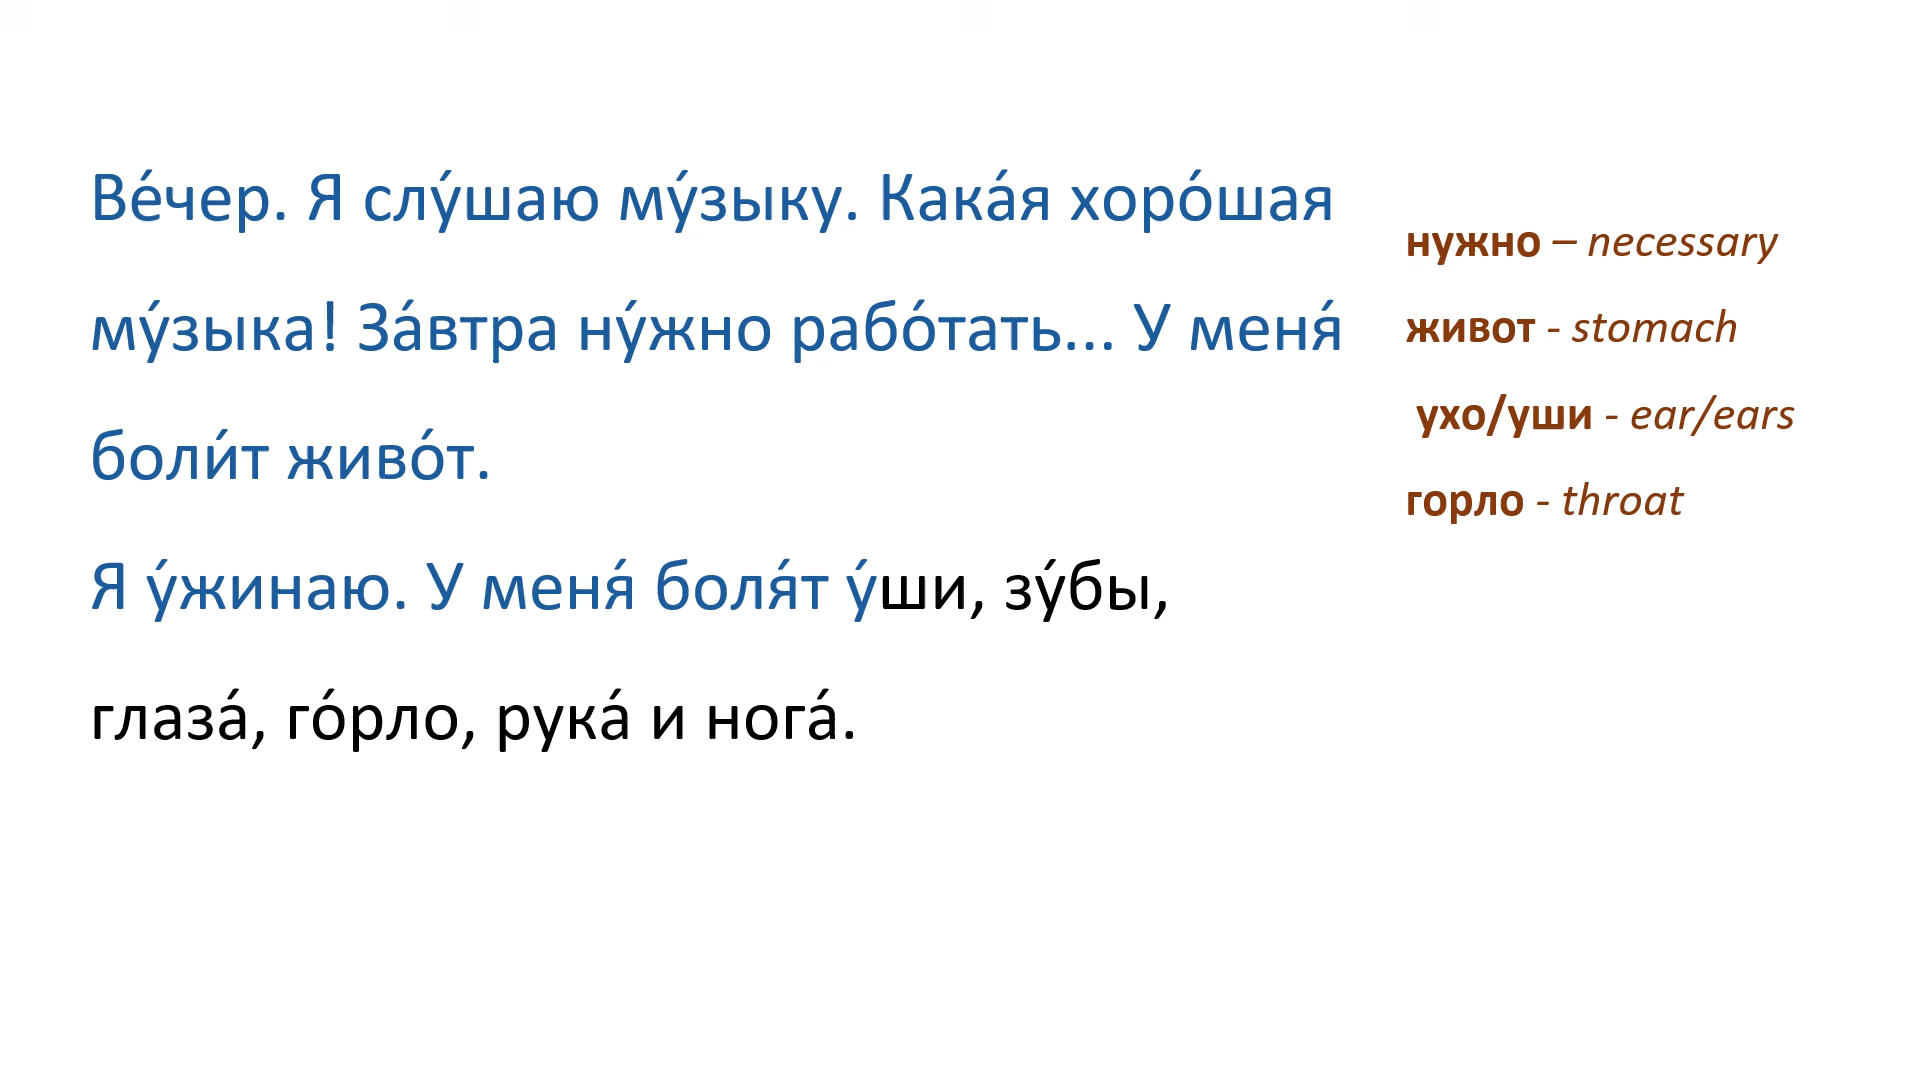 Ве́чер. Я слу́шаю му́зыку. Кака́я хоро́шая
му́зыка! За́втра ну́жно рабо́тать... У меня́
боли́т живо́т.
Я у́жинаю. У меня́ боля́т у́ши, зу́бы,
глаза́, го́рло, рука́ и нога́.
нужно – necessary
живот - stomach
ухо/уши - ear/ears
горло - throat